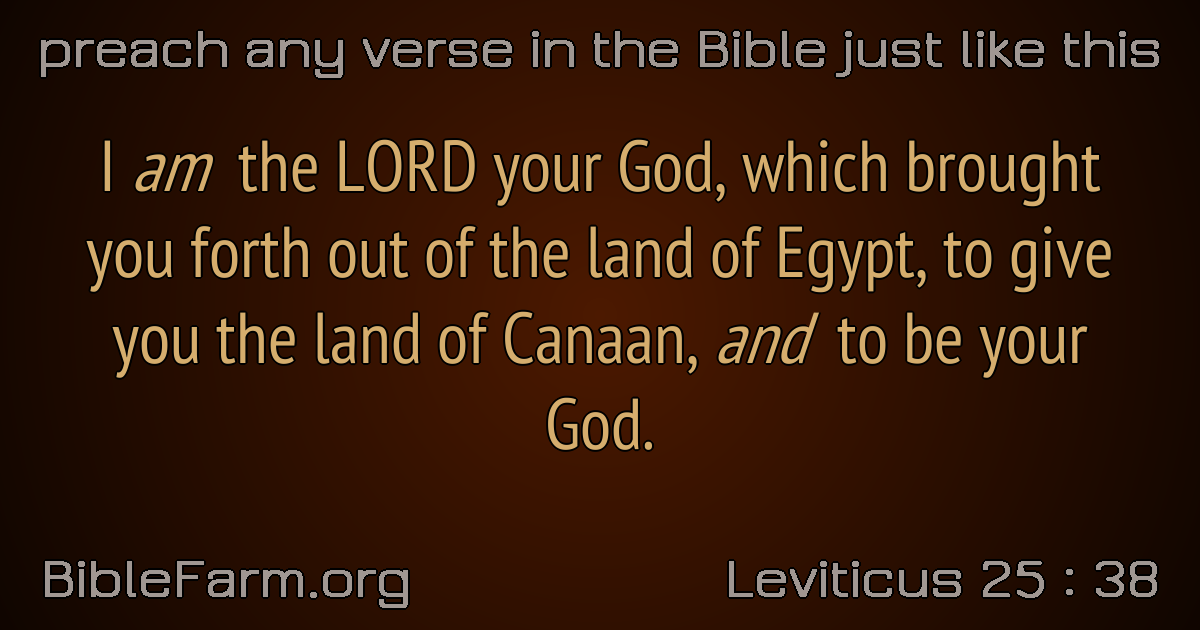 preach any verse in the Bible just like this
I am the LORD your God, which brought
you forth out of the land of Egypt, to give
you the land of Canaan, and to be your
God.
BibleFarm.org
Leviticus 25 : 38